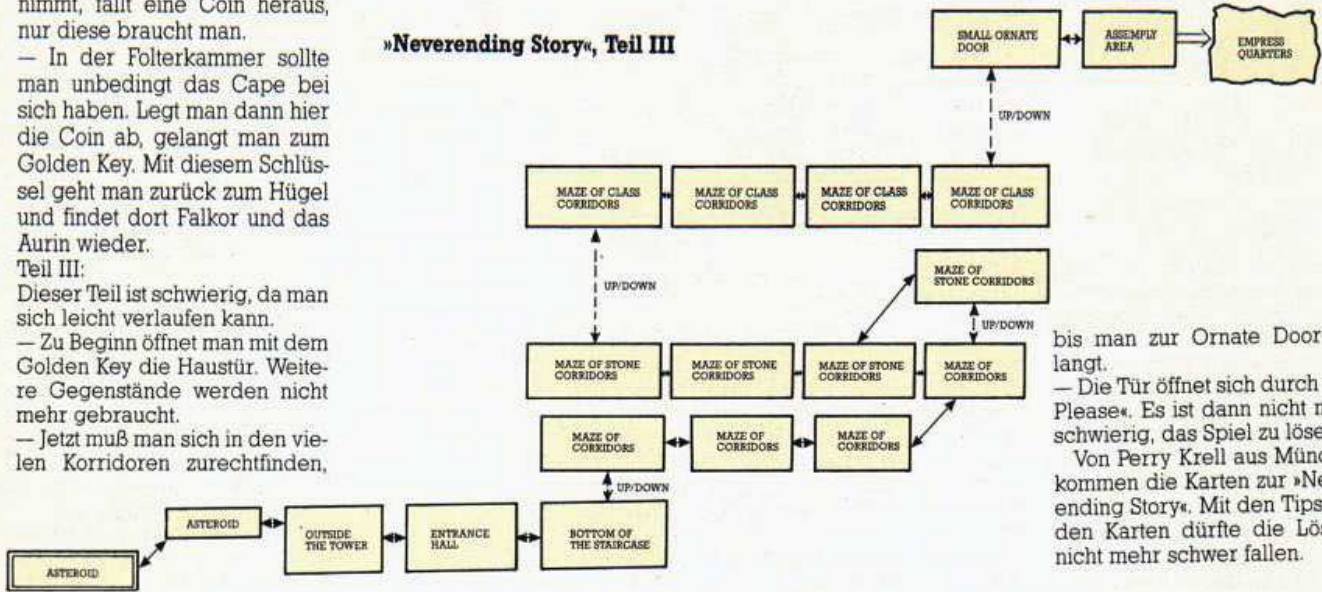 nimmt, fällt eine Coin heraus,
nur diese braucht man.
— In der Folterkammer sollte
man unbedingt das Cape bei
sich haben. Legt man dann hier
die Coin ab, gelangt man zum
Golden Key. Mit diesem Schlüs-
sel geht man zurück zum Hügel
und findet dort Falkor und das
Aurin wieder.
Teil III:
Dieser Teil ist schwierig, da man
sich leicht verlaufen kann.
— Zu Beginn öffnet man mit dem
Golden Key die Haustür. Weite-
re Gegenstände werden nicht
mehr gebraucht.
— Jetzt muß man sich in den vie-
len Korridoren zurechtfinden,
»Neverending Story«, Teil III
SMALL ORNATE
DOOR
ASSEMPLY
AREA
EMPRESS
QUARTERS
UP/DOWN
MAZE OF CLASS
CORRIDORS
MAZE OF CLASS
CORRIDORS
MAZE OF CLASS
CORRIDORS
MAZE OF CLASS
CORRIDORS
UP/DOWN
MAZE OF
STONE CORRIDORS
UP/DOWN
MAZE OF STONE
CORRIDORS
MAZE OF STONE
CORRIDORS
MAZE OF STONE
CORRIDORS
MAZE OF
CORRIDORS
MAZE OF
CORRIDORS
MAZE OF
CORRIDORS
MAZE OF
CORRIDORS
UP/DOWN
ASTEROID
ASTEROID
OUTSIDE
THE TOWER
ENTRANCE
HALL
BOTTOM OF
THE STAIRCASE
bis man zur Ornate Door
langt.
— Die Tür öffnet sich durch
Please«. Es ist dann nicht
schwierig, das Spiel zu
Von Perry Krell aus
kommen die Karten zur
ending Story«. Mit den Tips
den Karten dürfte die
nicht mehr schwer fallen.